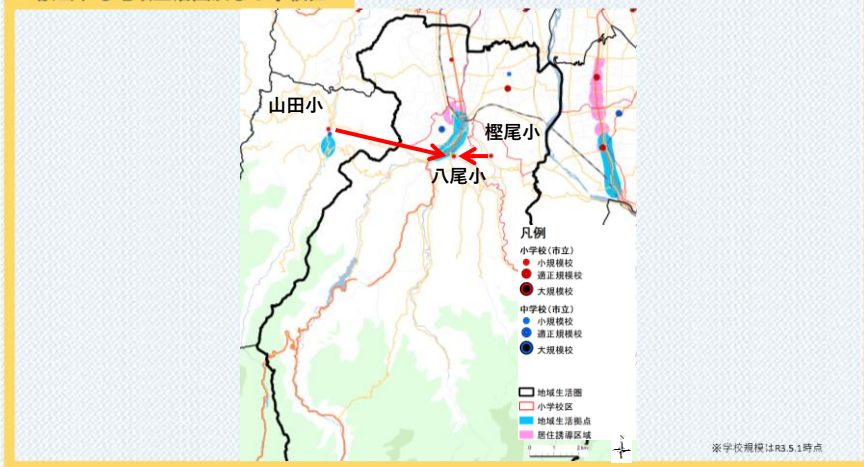 山田小
樫尾小
八尾小
凡例
小学校(市立)
小規模校
適正規模校
大規模校
中学校(市立)
小規模校
適正規模校
大規模校
地域生活圏
小学校区
地域生活拠点
居住誘導区域
0 1 2km
N
※学校規模はR3.5.1時点